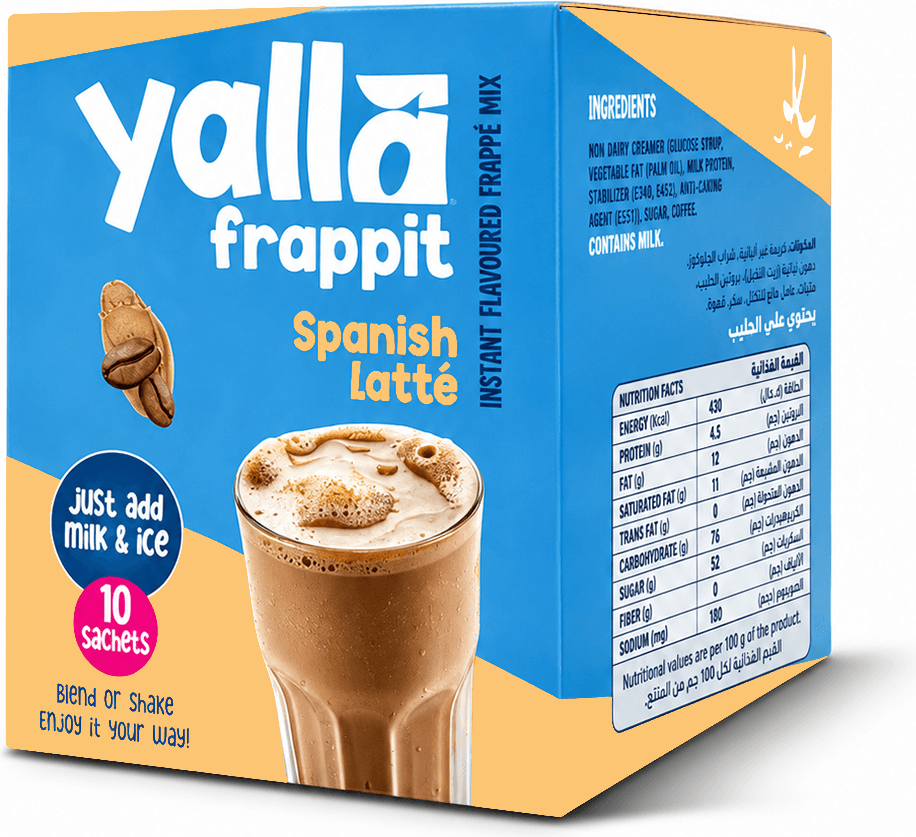 yalla
frappit
INSTANT FLAVOURED FRAPPÉ MIX
Spanish
Latté
just add
milk & ice
10
sachets
Blend or Shake
Enjoy it your way!
INGREDIENTS
NON DAIRY CREAMER (GLUCOSE SYRUP,
VEGETABLE FAT (PALM OIL), MILK PROTEIN,
STABILIZER (E340, E452), ANTI-CAKING
AGENT (E551)), SUGAR, COFFEE.
CONTAINS MILK.
المكونات: كريمة غير ألبانية، شراب الجلوكوز،
دهون نباتية (زيت النخيل)، بروتين الحليب،
مثبتات، عامل مانع للتكتل، سكر، قهوة.
يحتوي علي الحليب
NUTRITION FACTS القيمة الغذائية
ENERGY (Kcal) 430 الطاقة (ك.كال)
PROTEIN (g) 4.5 البروتين (جم)
FAT (g) 12 الدهون (جم)
SATURATED FAT (g) 11 الدهون المشبعة (جم)
TRANS FAT (g) 0 الدهون المتحولة (جم)
CARBOHYDRATE (g) 76 الكربوهيدرات (جم)
SUGAR (g) 52 السكريات (جم)
FIBER (g) 0 الألياف (جم)
SODIUM (mg) 180 الصوديوم (مجم)
Nutritional values are per 100 g of the product.
القيم الغذائية لكل 100 جم من المنتج.